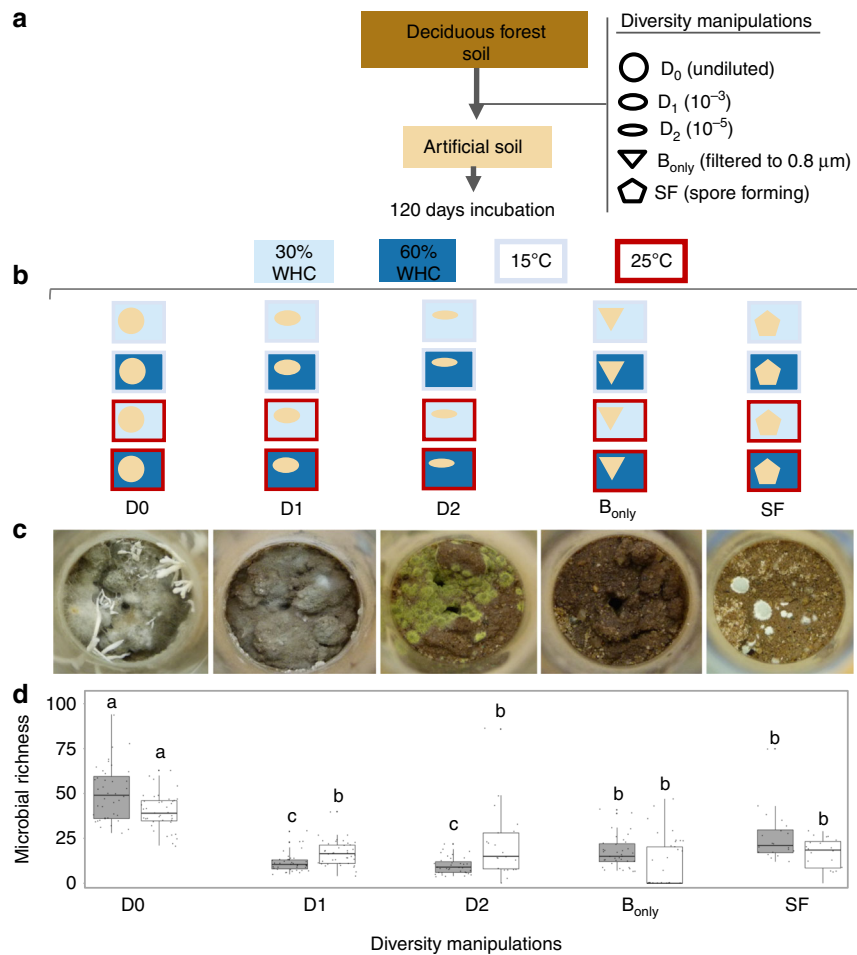 a
Deciduous forest
soil
Artificial soil
120 days incubation
Diversity manipulations
D0 (undiluted)
D1 (10−3)
D2 (10−5)
Bonly (filtered to 0.8 μm)
SF (spore forming)
b
30%
WHC
60%
WHC
15°C
25°C
D0
D1
D2
Bonly
SF
c
d
Microbial richness
100
75
50
25
0
a
a
c
b
c
b
b
b
b
b
D0
D1
D2
Bonly
SF
Diversity manipulations